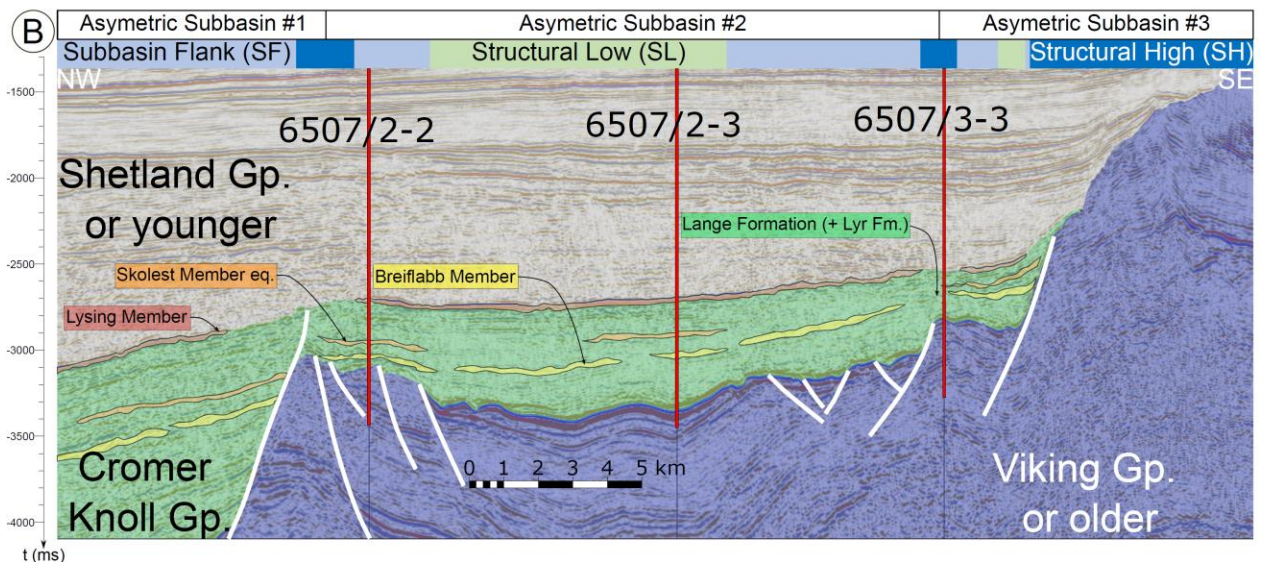 B
Asymetric Subbasin #1
Asymetric Subbasin #2
Asymetric Subbasin #3
Subbasin Flank (SF)
Structural Low (SL)
Structural High (SH)
NW
SE
6507/2-2
6507/2-3
6507/3-3
-1500
-2000
-2500
-3000
-3500
-4000
t (ms)
Shetland Gp.
or younger
Lange Formation (+ Lyr Fm.)
Skolest Member eq.
Breiflabb Member
Lysing Member
0 1 2 3 4 5 km
Cromer
Knoll Gp.
Viking Gp.
or older